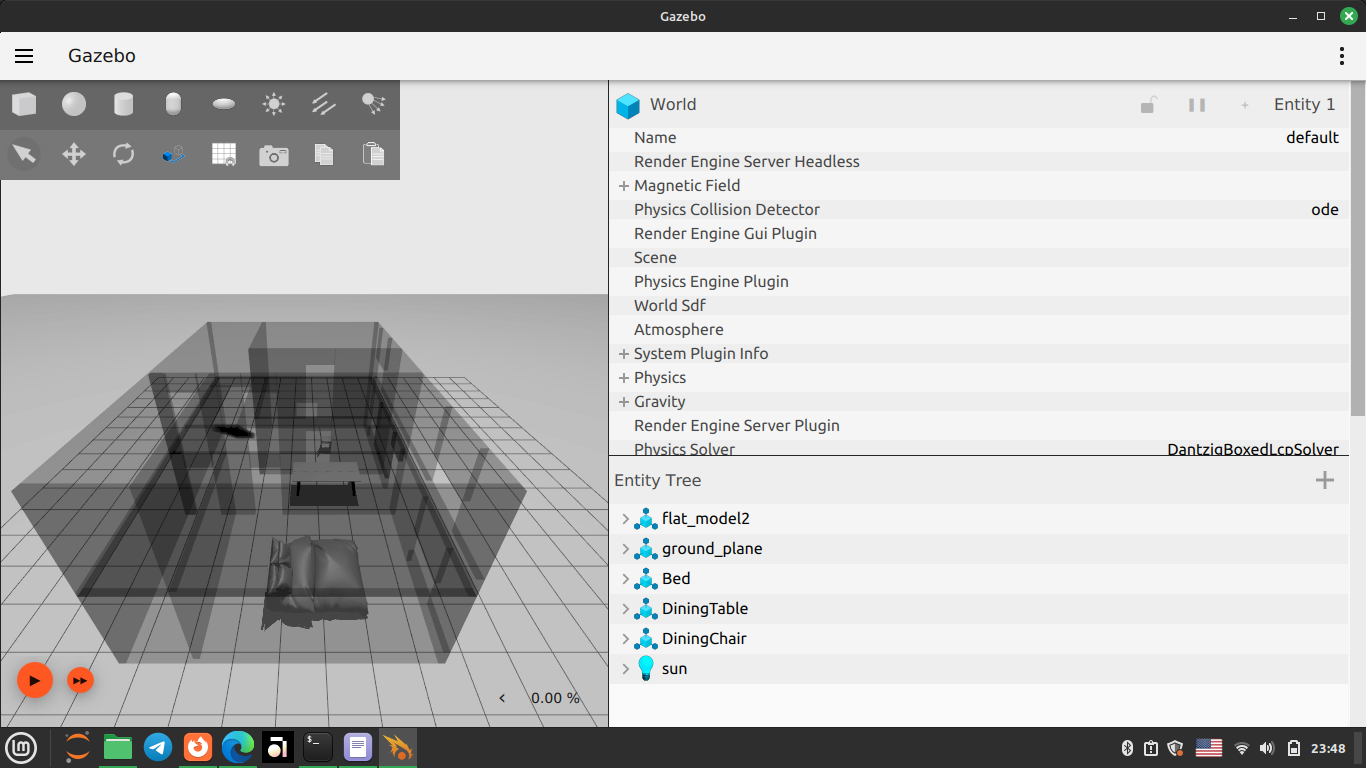 Gazebo
Gazebo
World
Entity 1
Name
default
Render Engine Server Headless
Magnetic Field
Physics Collision Detector
ode
Render Engine Gui Plugin
Scene
Physics Engine Plugin
World Sdf
Atmosphere
System Plugin Info
Physics
Gravity
Render Engine Server Plugin
Physics Solver
DantzigBoxedLcpSolver
Entity Tree
flat_model2
ground_plane
Bed
DiningTable
DiningChair
sun
0.00 %
23:48